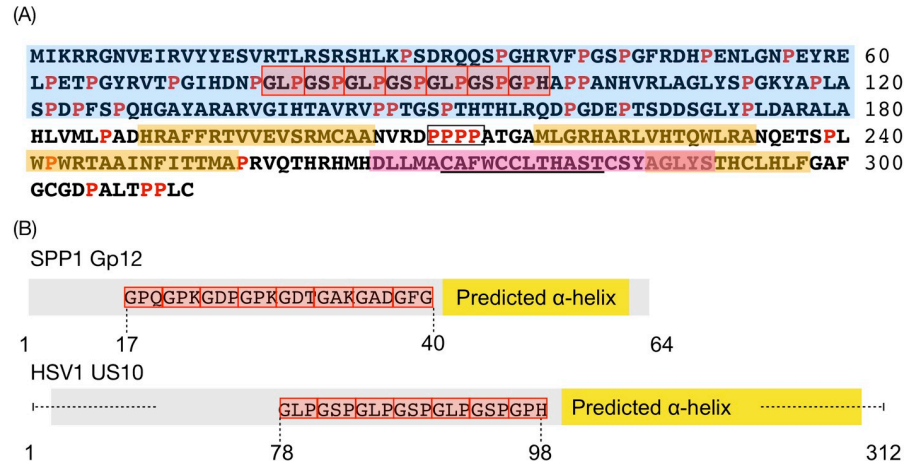 (A)
MIKRRGNVEIRVYYESVRTLRSRSHLKPSDRQQSPGHRVFPGSPGFRDHPENLGNPEYRE 60
LPETPGYRVTPGIHDNPGLPGSPGLPGSPGLPGSPGPHAPPANHVRLAGLYSPGKYAPLA 120
SPDPFSPQHGAYARARVGIHTAVRVPPTGSPTHTHLRQDPGDEPTSDDSGLYPLDARALA 180
HLVMLPADHRAFFRTVVEVSRMCAANVRDPPPPATGAMLGRHARLVHTQWLRANQETSPL 240
WPWRTAAINFITTMAPRVQTHRHMHDLLMACAFWCCLTHASTCSYAGLYSTHCLHLFGAF 300
GCGDPALTPPLC
(B)
SPP1 Gp12
GPQGPKGDPGPKGDTGAKGADGFG Predicted α-helix
1 17 40 64
HSV1 US10
GLPGSPGLPGSPGLPGSPGPH Predicted α-helix
1 78 98 312